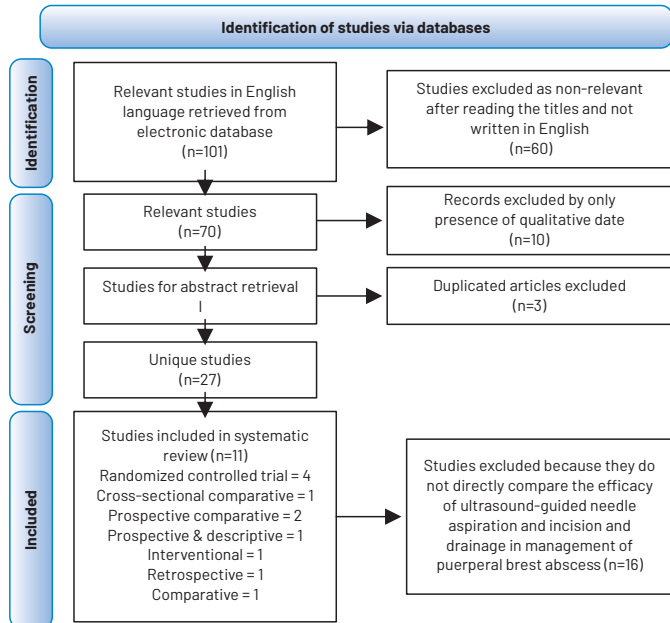 Identification of studies via databases
Identification
Relevant studies in English
language retrieved from
electronic database
(n=101)
Studies excluded as non-relevant
after reading the titles and not
written in English
(n=60)
Screening
Relevant studies
(n=70)
Records excluded by only
presence of qualitative date
(n=10)
Studies for abstract retrieval
I
Duplicated articles excluded
(n=3)
Unique studies
(n=27)
Included
Studies included in systematic
review (n=11)
Randomized controlled trial = 4
Cross-sectional comparative = 1
Prospective comparative = 2
Prospective & descriptive = 1
Interventional = 1
Retrospective = 1
Comparative = 1
Studies excluded because they do
not directly compare the efficacy
of ultrasound-guided needle
aspiration and incision and
drainage in management of
puerperal brest abscess (n=16)